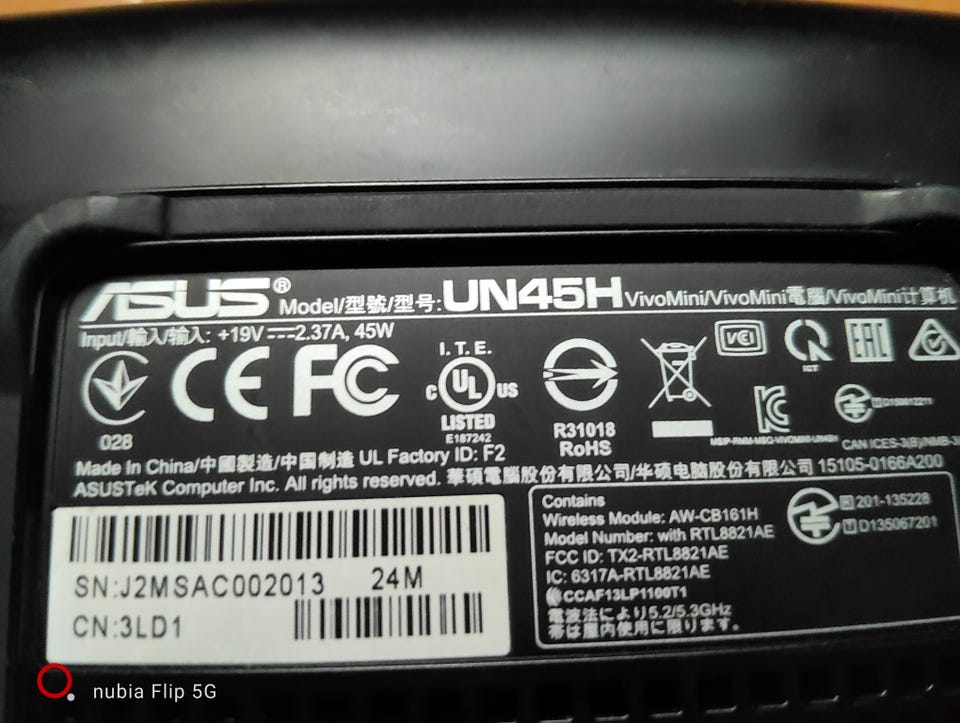 ASUS® Model/型號/型号: UN45H VivoMini/VivoMini電腦/VivoMini计算机
Input/輸入/输入: +19V ⎓ 2.37A, 45W
028
CE FC
I.T.E.
c UL US
LISTED
E187242
R31018
RoHS
VCI
ICT
EAC
CAN ICES-3(B)/NMB-3
Made In China/中國製造/中国制造 UL Factory ID: F2
ASUSTeK Computer Inc. All rights reserved. 華碩電腦股份有限公司/华硕电脑股份有限公司 15105-0166A200
SN:J2MSAC002013 24M
CN:3LD1
Contains
Wireless Module: AW-CB161H
Model Number: with RTL8821AE
FCC ID: TX2-RTL8821AE
IC: 6317A-RTL8821AE
CCAF13LP1100T1
電波法により5.2/5.3GHz
帯は屋内使用に限ります。
R 201-135228
T D135067201
nubia Flip 5G